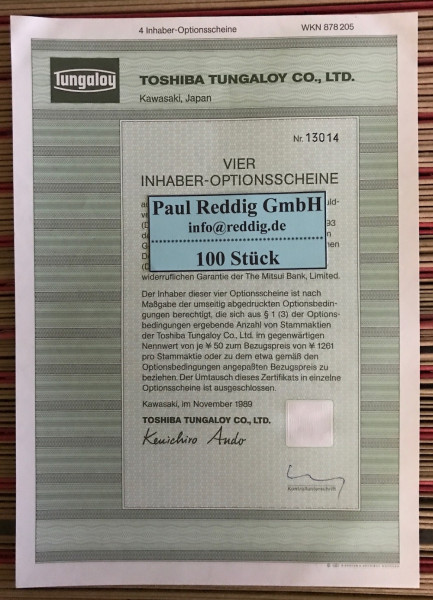 4 Inhaber-Optionsscheine WKN 878 205
Tungaloy
TOSHIBA TUNGALOY CO., LTD.
Kawasaki, Japan
Nr. 13014
VIER
INHABER-OPTIONSSCHEINE
Paul Reddig GmbH
info@reddig.de
100 Stück
widerruflichen Garantie der The Mitsui Bank, Limited.
Der Inhaber dieser vier Optionsscheine ist nach
Maßgabe der umseitig abgedruckten Optionsbedin-
gungen berechtigt, die sich aus § 1 (3) der Options-
bedingungen ergebende Anzahl von Stammaktien
der Toshiba Tungaloy Co., Ltd. im gegenwärtigen
Nennwert von je ¥ 50 zum Bezugspreis von ¥ 1261
pro Stammaktie oder zu dem etwa gemäß den
Optionsbedingungen angepaßten Bezugspreis zu
beziehen. Der Umtausch dieses Zertifikats in einzelne
Optionsscheine ist ausgeschlossen.
Kawasaki, im November 1989
TOSHIBA TUNGALOY CO., LTD.
Kenichiro Ando
Kontrollunterschrift